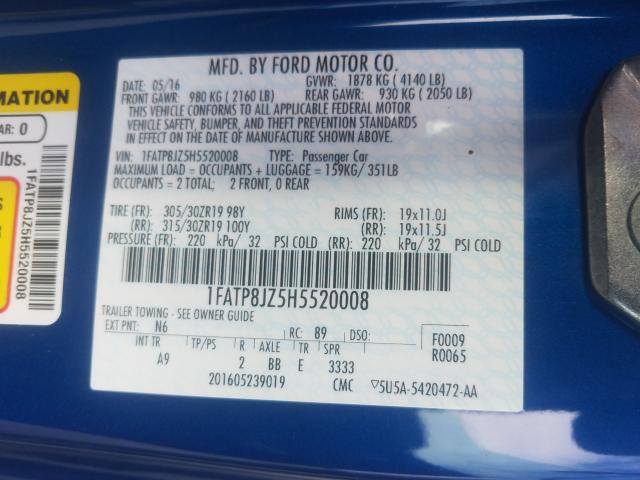 MFD. BY FORD MOTOR CO.
05/16 GVWR: 1878 KG ( 4140 LB)
FRONT GAWR: 980 KG ( 2160 LB) REAR GAWR: 930 KG ( 2050 LB)
THIS VEHICLE CONFORMS TO ALL APPLICABLE FEDERAL MOTOR
VEHICLE SAFETY, BUMPER, AND THEFT PREVENTION STANDARDS
IN EFFECT ON THE DATE OF MANUFACTURE SHOWN ABOVE.
VIN: 1FATP8JZ5H5520008 TYPE: Passenger Car
MAXIMUM LOAD = OCCUPANTS + LUGGAGE = 159KG/ 351LB
OCCUPANTS = 2 TOTAL: 2 FRONT, 0 REAR
TIRE (FR): 305/30ZR19 98Y RIMS (FR): 19x11.0J
(RR): 315/30ZR19 100Y (RR): 19x11.5J
PRESSURE (FR): 220 kPa/ 32 PSI COLD (RR): 220 kPa/ 32 PSI COLD
1FATP8JZ5H5520008
TRAILER TOWING - SEE OWNER GUIDE
EXT PNT: N6 RC: 89 DSO: F0009
R0065
INT TR TP/PS R AXLE TR SPR
A9 2 BB E 3333
201605239019 CMC ▽5U5A-5420472-AA
MATION
AR: 0
lbs.
1FATP8JZ5H5520008